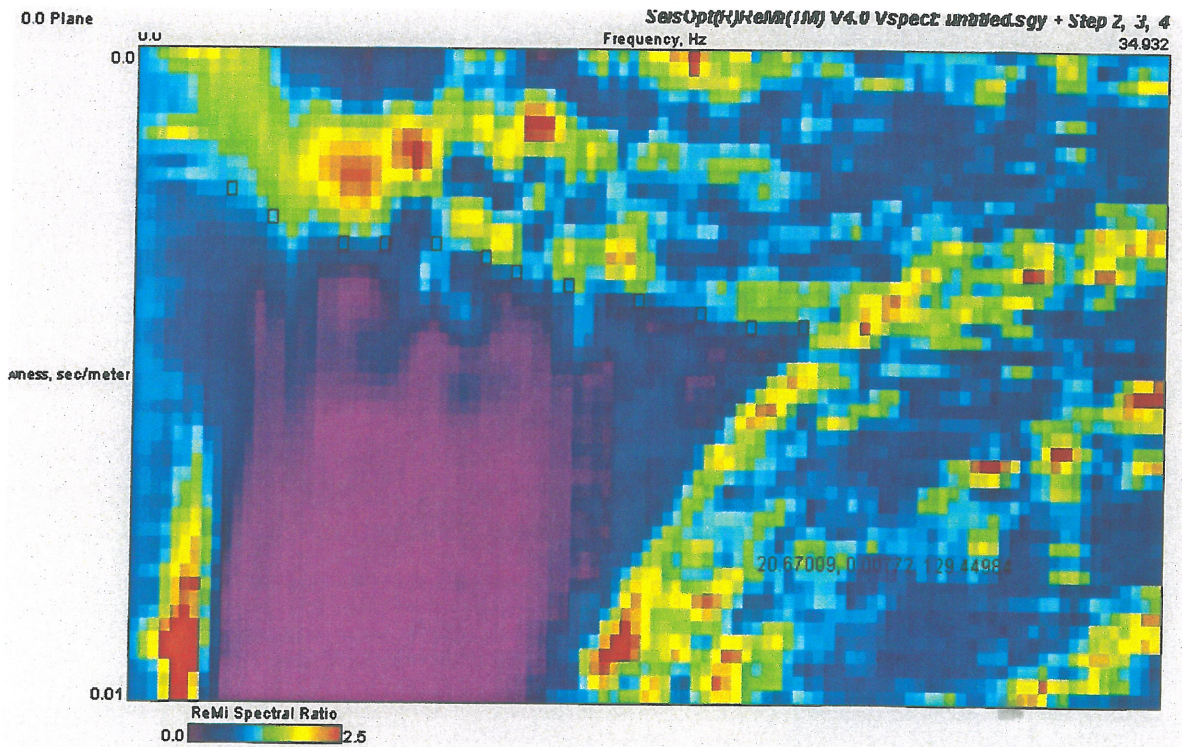 0.0 Plane
SeisOpt(R)ReMi(TM) V4.0 Vspect: untitled.sgy + Step 2, 3, 4
0.0
Frequency, Hz
34.932
0.0
wness, sec/meter
20.67009, 0.00772, 129.44984
0.01
ReMi Spectral Ratio
0.0
2.5